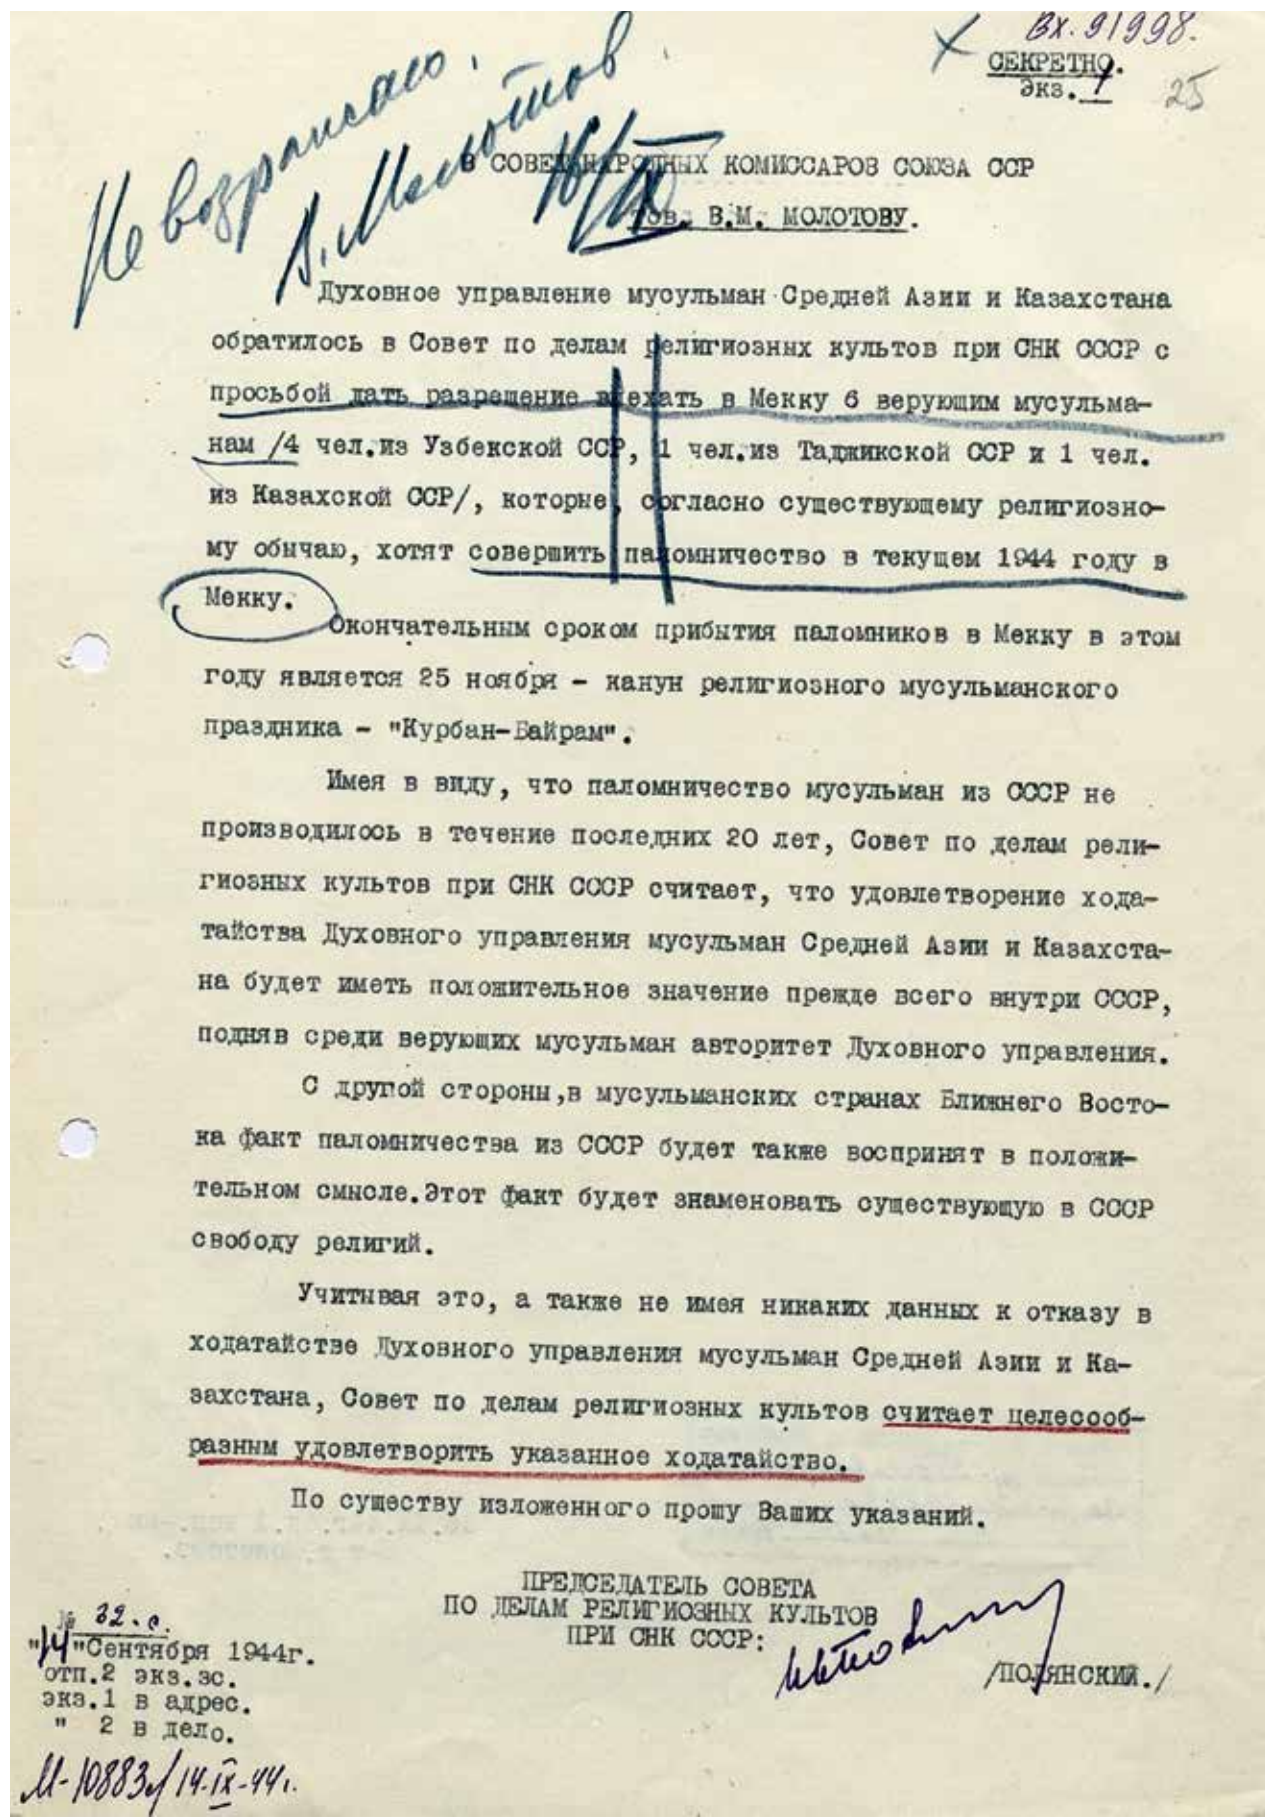 Вх. 91998.
СЕКРЕТНО.
Экз. 1
25
Не возражаю.
В. Молотов
16/IX
В СОВЕТ НАРОДНЫХ КОМИССАРОВ СОЮЗА ССР
тов. В.М. МОЛОТОВУ.
Духовное управление мусульман Средней Азии и Казахстана
обратилось в Совет по делам религиозных культов при СНК СССР с
просьбой дать разрешение въехать в Мекку 6 верующим мусульма-
нам /4 чел.из Узбекской ССР, 1 чел.из Таджикской ССР и 1 чел.
из Казахской ССР/, которые, согласно существующему религиозно-
му обычаю, хотят совершить паломничество в текущем 1944 году в
Мекку.
Окончательным сроком прибытия паломников в Мекку в этом
году является 25 ноября - канун религиозного мусульманского
праздника - "Курбан-Байрам".
Имея в виду, что паломничество мусульман из СССР не
производилось в течение последних 20 лет, Совет по делам рели-
гиозных культов при СНК СССР считает, что удовлетворение хода-
тайства Духовного управления мусульман Средней Азии и Казахста-
на будет иметь положительное значение прежде всего внутри СССР,
подняв среди верующих мусульман авторитет Духовного управления.
С другой стороны,в мусульманских странах Ближнего Восто-
ка факт паломничества из СССР будет также воспринят в положи-
тельном смысле.Этот факт будет знаменовать существующую в СССР
свободу религий.
Учитывая это, а также не имея никаких данных к отказу в
ходатайстве Духовного управления мусульман Средней Азии и Ка-
захстана, Совет по делам религиозных культов считает целесооб-
разным удовлетворить указанное ходатайство.
По существу изложенного прошу Ваших указаний.
ПРЕДСЕДАТЕЛЬ СОВЕТА
ПО ДЕЛАМ РЕЛИГИОЗНЫХ КУЛЬТОВ
ПРИ СНК СССР:
/ПОЛЯНСКИЙ./
№ 32-с.
"14"Сентября 1944г.
отп.2 экз.зс.
экз.1 в адрес.
" 2 в дело.
М-10883с/14-IX-44г.